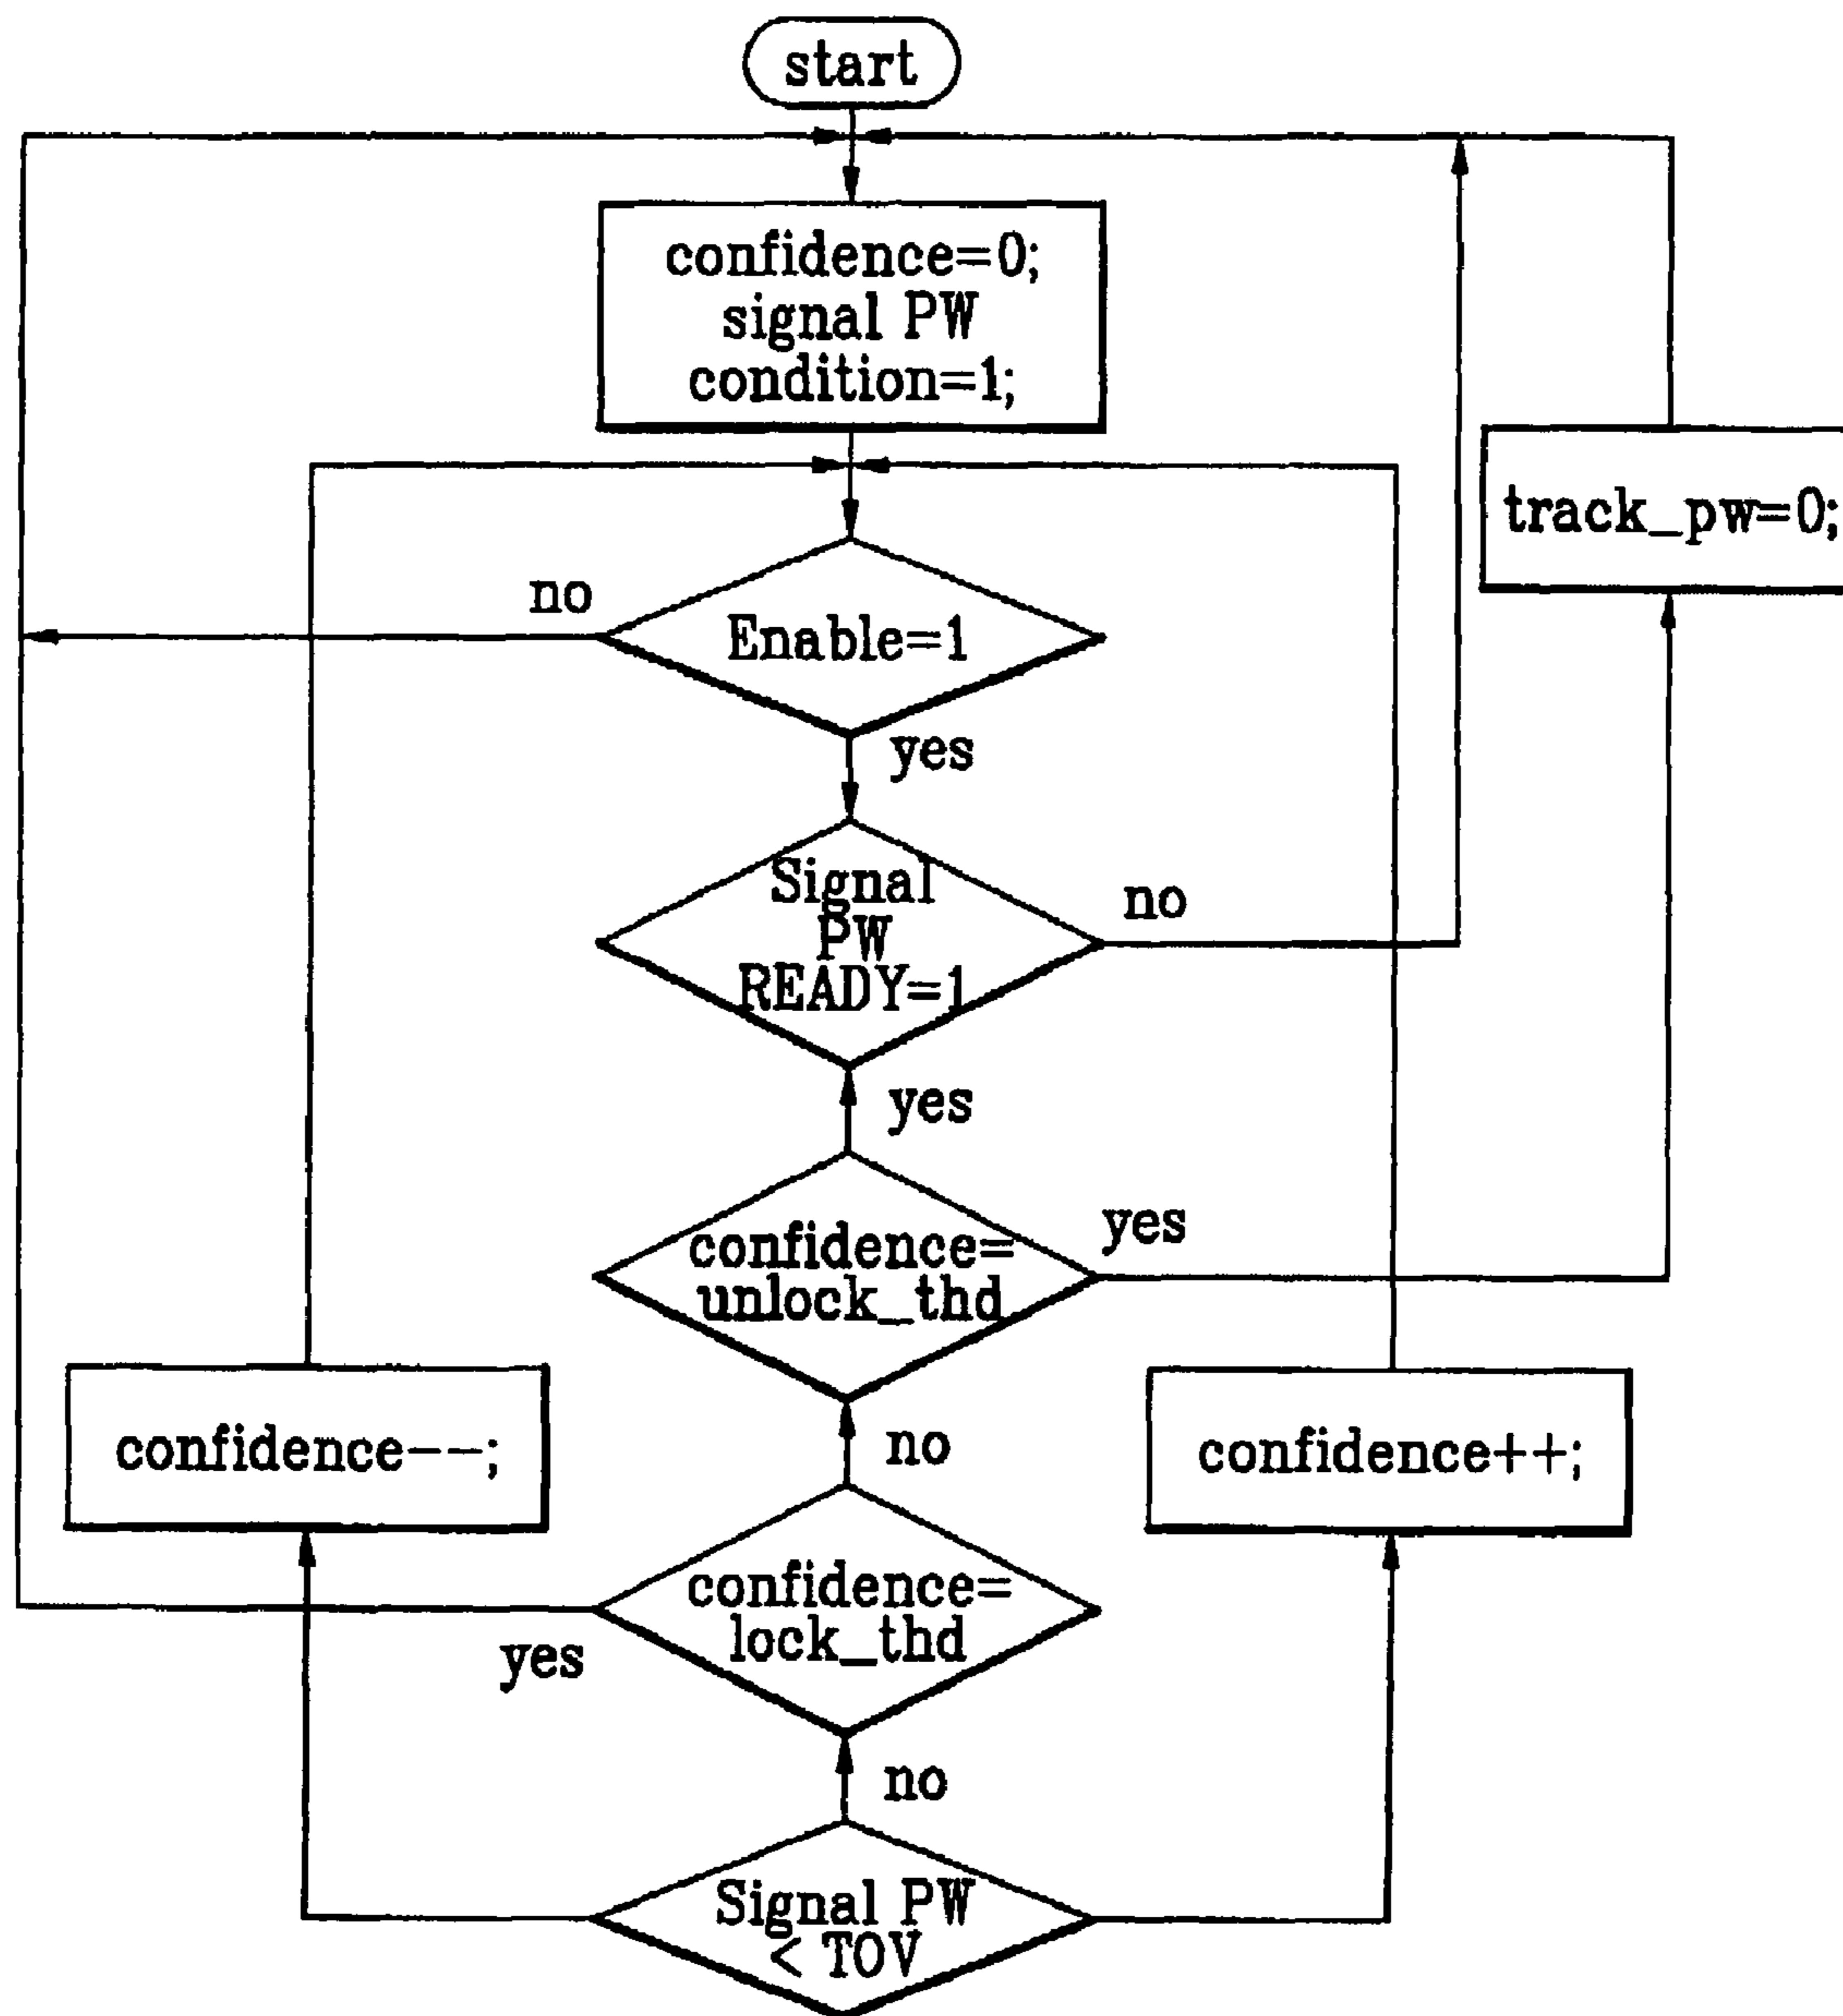 start
confidence=0;
signal PW
condition=1;
track_pw=0;
no
Enable=1
yes
Signal
PW
READY=1
no
yes
confidence=
unlock_thd
yes
confidence--;
no
confidence++;
confidence=
lock_thd
yes
no
Signal PW
< TOV